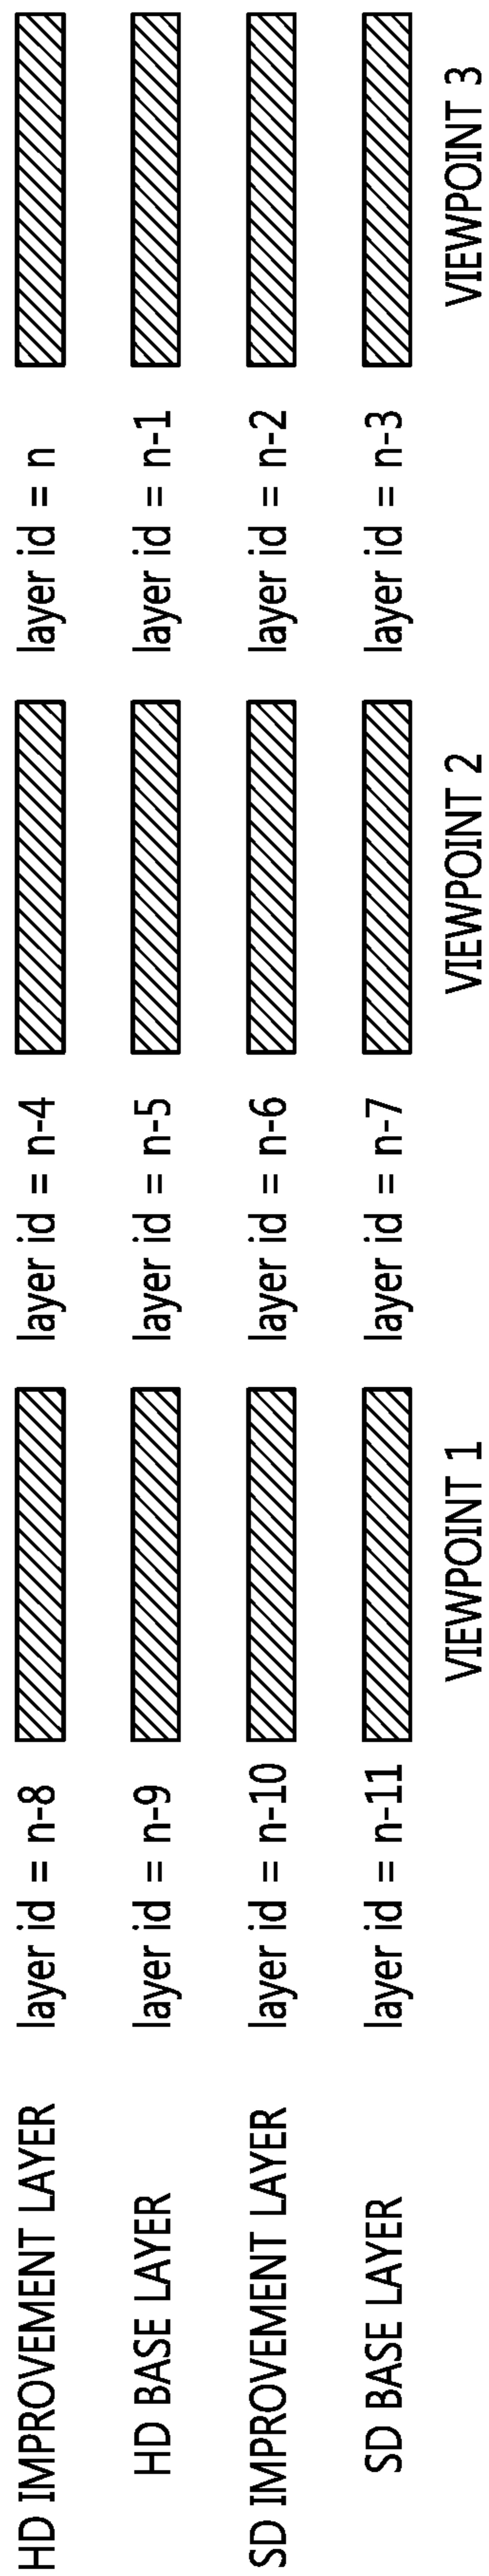 HD IMPROVEMENT LAYER layer id = n-8 layer id = n-4 layer id = n
HD BASE LAYER layer id = n-9 layer id = n-5 layer id = n-1
SD IMPROVEMENT LAYER layer id = n-10 layer id = n-6 layer id = n-2
SD BASE LAYER layer id = n-11 layer id = n-7 layer id = n-3
VIEWPOINT 1 VIEWPOINT 2 VIEWPOINT 3